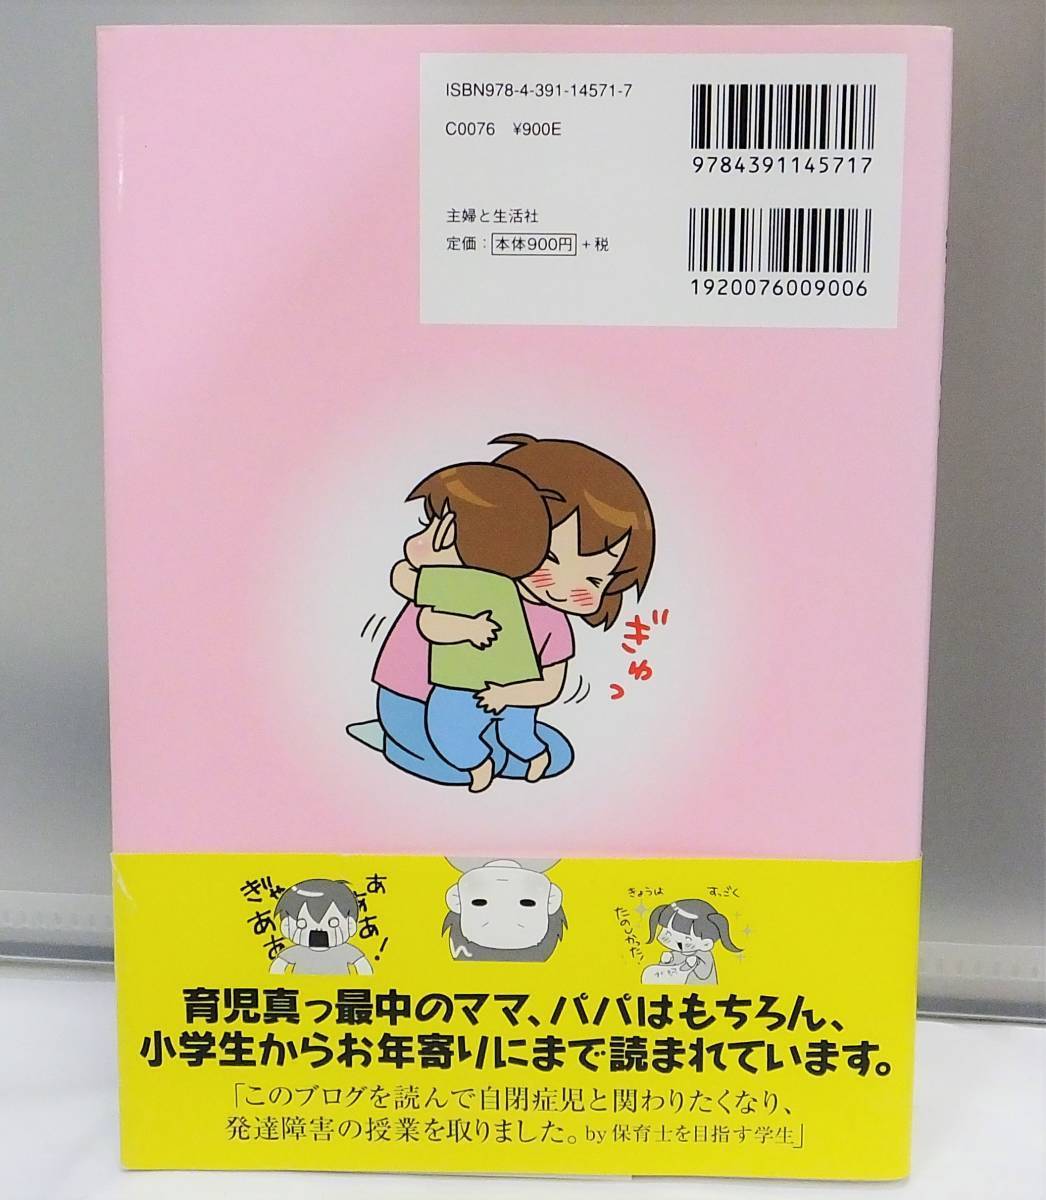 ISBN978-4-391-14571-7
C0076 ¥900E
9784391145717
主婦と生活社
定価：本体900円＋税
1920076009006
ぎゅっ
ぎゃあああああ！
きょうは
すっごく
たのしかった！
育児真っ最中のママ、パパはもちろん、
小学生からお年寄りにまで読まれています。
「このブログを読んで自閉症児と関わりたくなり、
発達障害の授業を取りました。by 保育士を目指す学生」